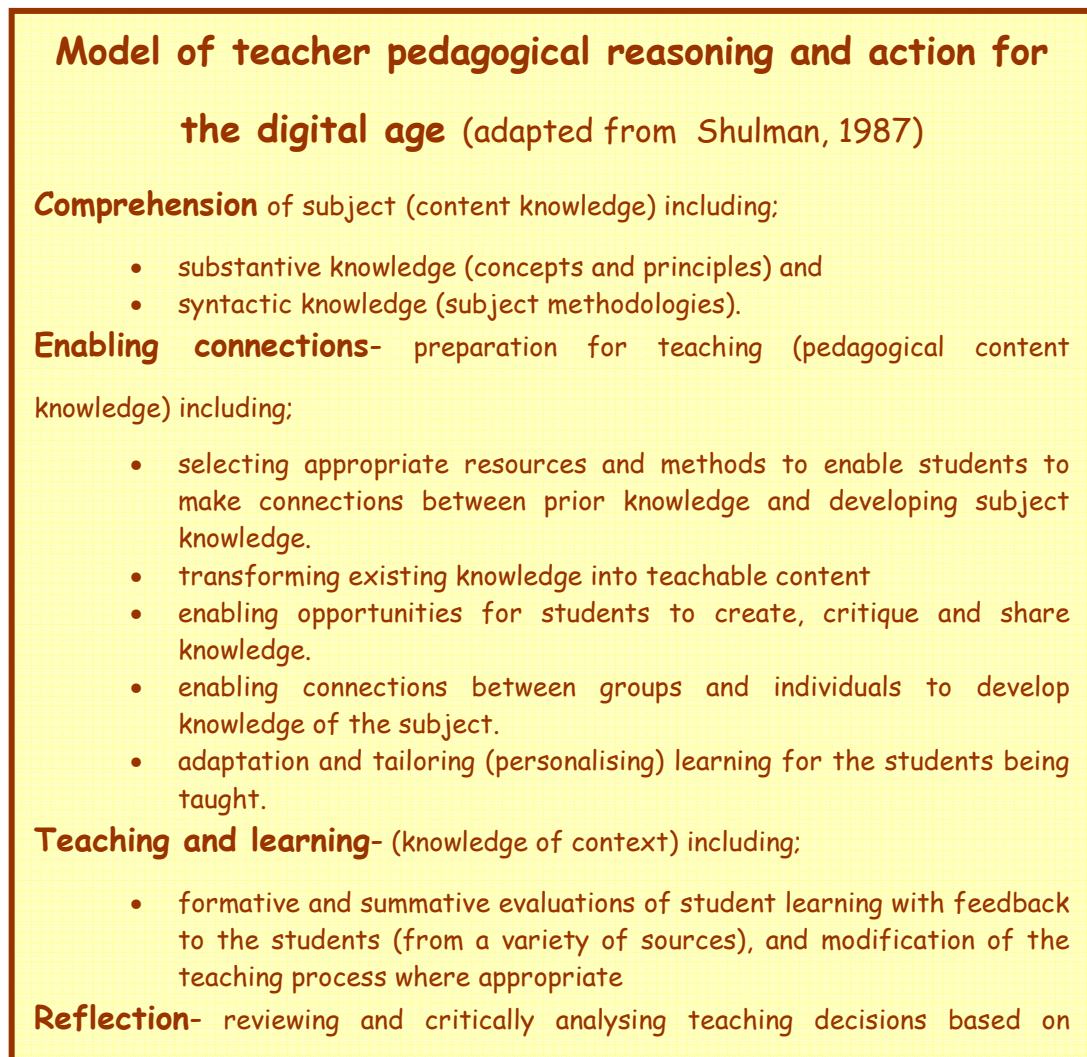 Model of teacher pedagogical reasoning and action for
the digital age (adapted from Shulman, 1987)
Comprehension of subject (content knowledge) including;
• substantive knowledge (concepts and principles) and
• syntactic knowledge (subject methodologies).
Enabling connections- preparation for teaching (pedagogical content
knowledge) including;
• selecting appropriate resources and methods to enable students to
make connections between prior knowledge and developing subject
knowledge.
• transforming existing knowledge into teachable content
• enabling opportunities for students to create, critique and share
knowledge.
• enabling connections between groups and individuals to develop
knowledge of the subject.
• adaptation and tailoring (personalising) learning for the students being
taught.
Teaching and learning- (knowledge of context) including;
• formative and summative evaluations of student learning with feedback
to the students (from a variety of sources), and modification of the
teaching process where appropriate
Reflection- reviewing and critically analysing teaching decisions based on